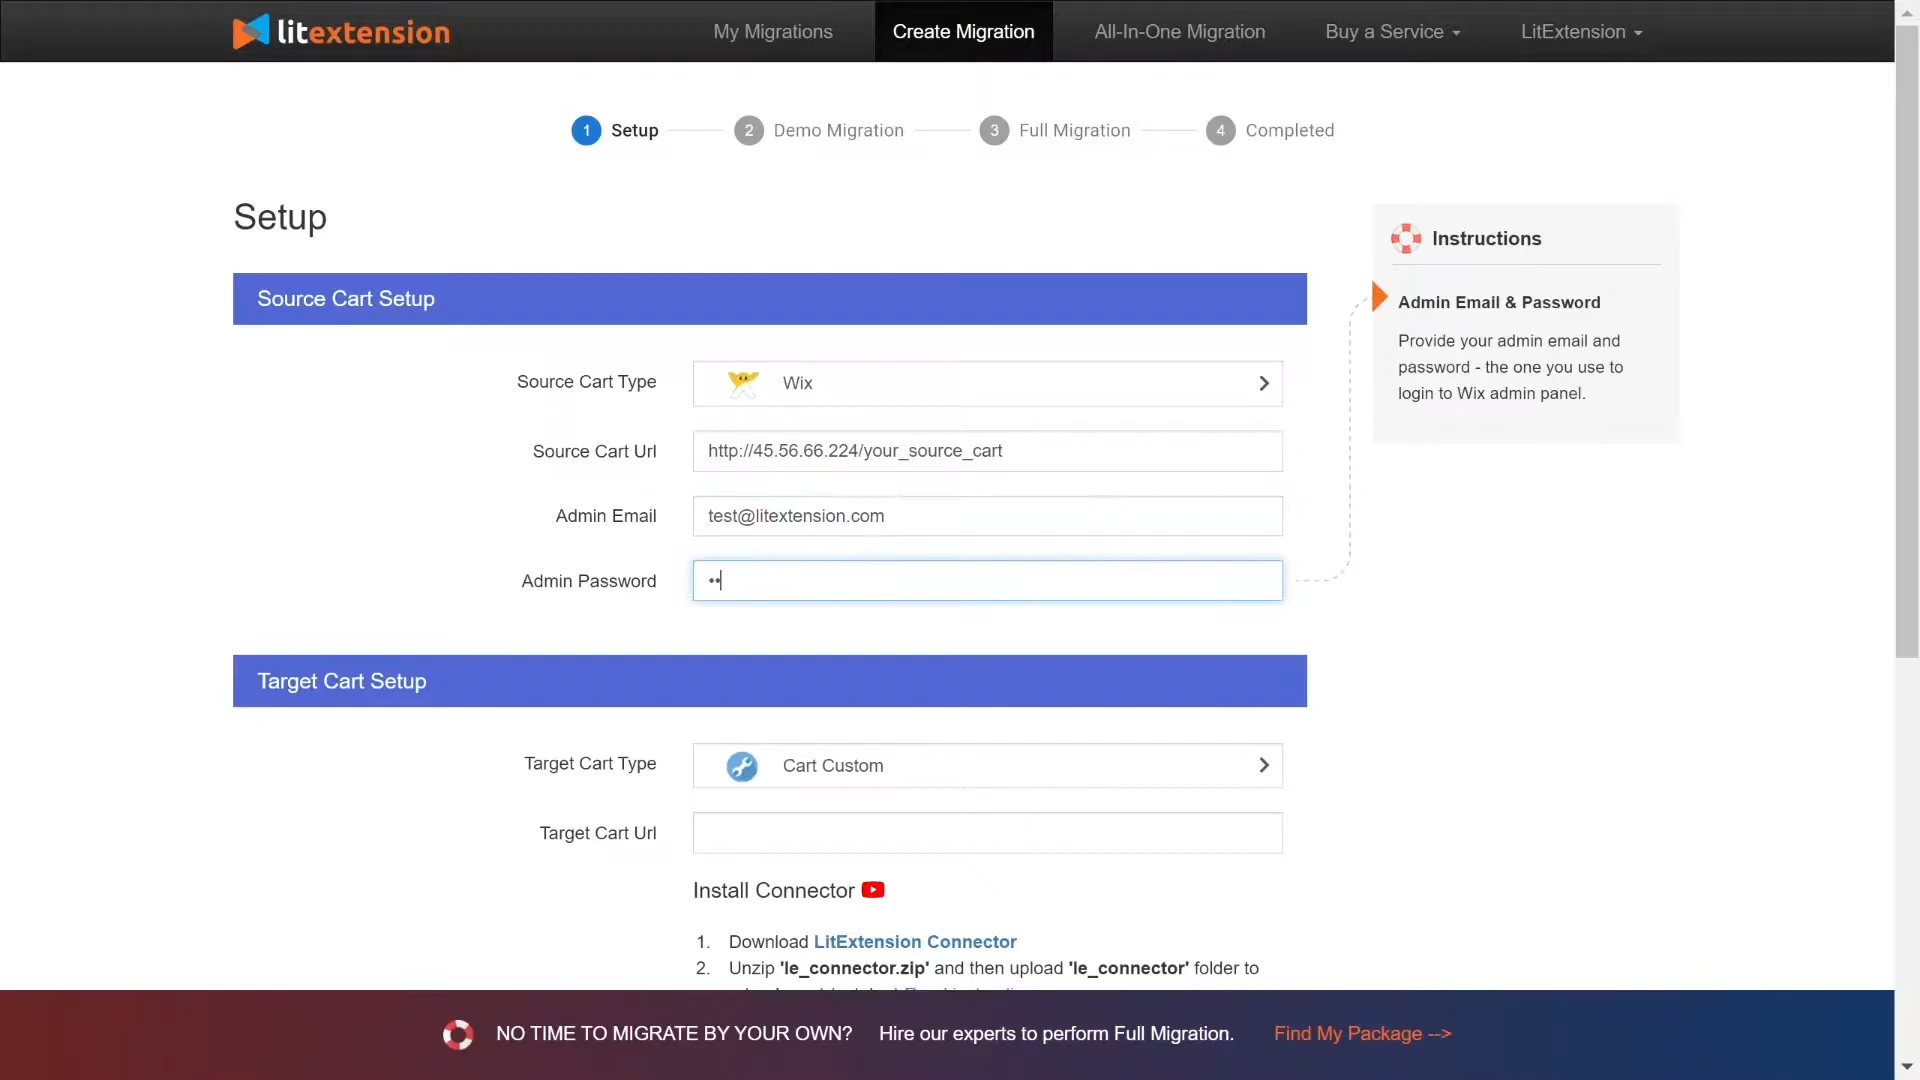 litextension
My Migrations
Create Migration
All-In-One Migration
Buy a Service
LitExtension
1 Setup
2 Demo Migration
3 Full Migration
4 Completed
Setup
Instructions
Admin Email & Password
Provide your admin email and
password - the one you use to
login to Wix admin panel.
Source Cart Setup
Source Cart Type
Wix
Source Cart Url
http://45.56.66.224/your_source_cart
Admin Email
test@litextension.com
Admin Password
••
Target Cart Setup
Target Cart Type
Cart Custom
Target Cart Url
Install Connector
1. Download LitExtension Connector
2. Unzip 'le_connector.zip' and then upload 'le_connector' folder to
NO TIME TO MIGRATE BY YOUR OWN? Hire our experts to perform Full Migration. Find My Package -->